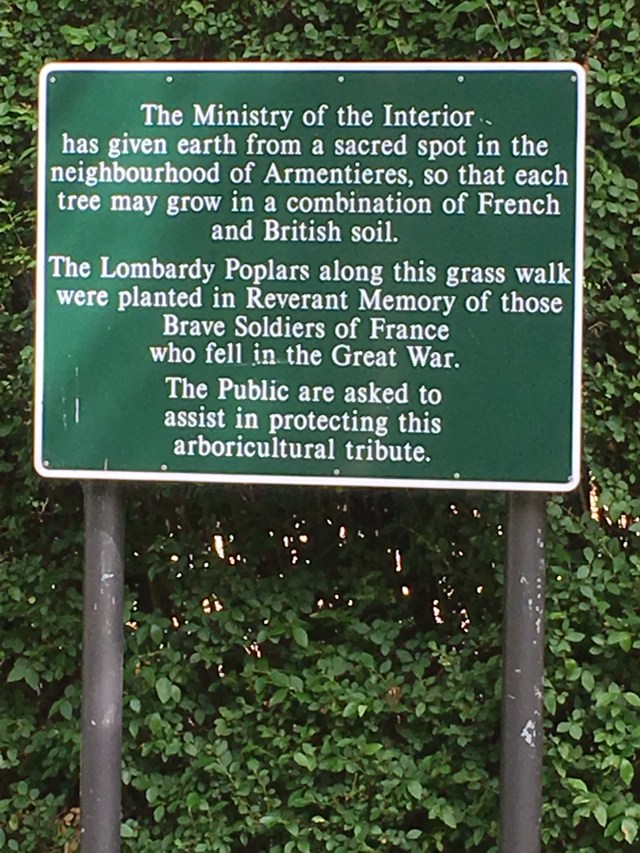 The Ministry of the Interior
has given earth from a sacred spot in the
neighbourhood of Armentieres, so that each
tree may grow in a combination of French
and British soil.
The Lombardy Poplars along this grass walk
were planted in Reverant Memory of those
Brave Soldiers of France
who fell in the Great War.
The Public are asked to
assist in protecting this
arboricultural tribute.